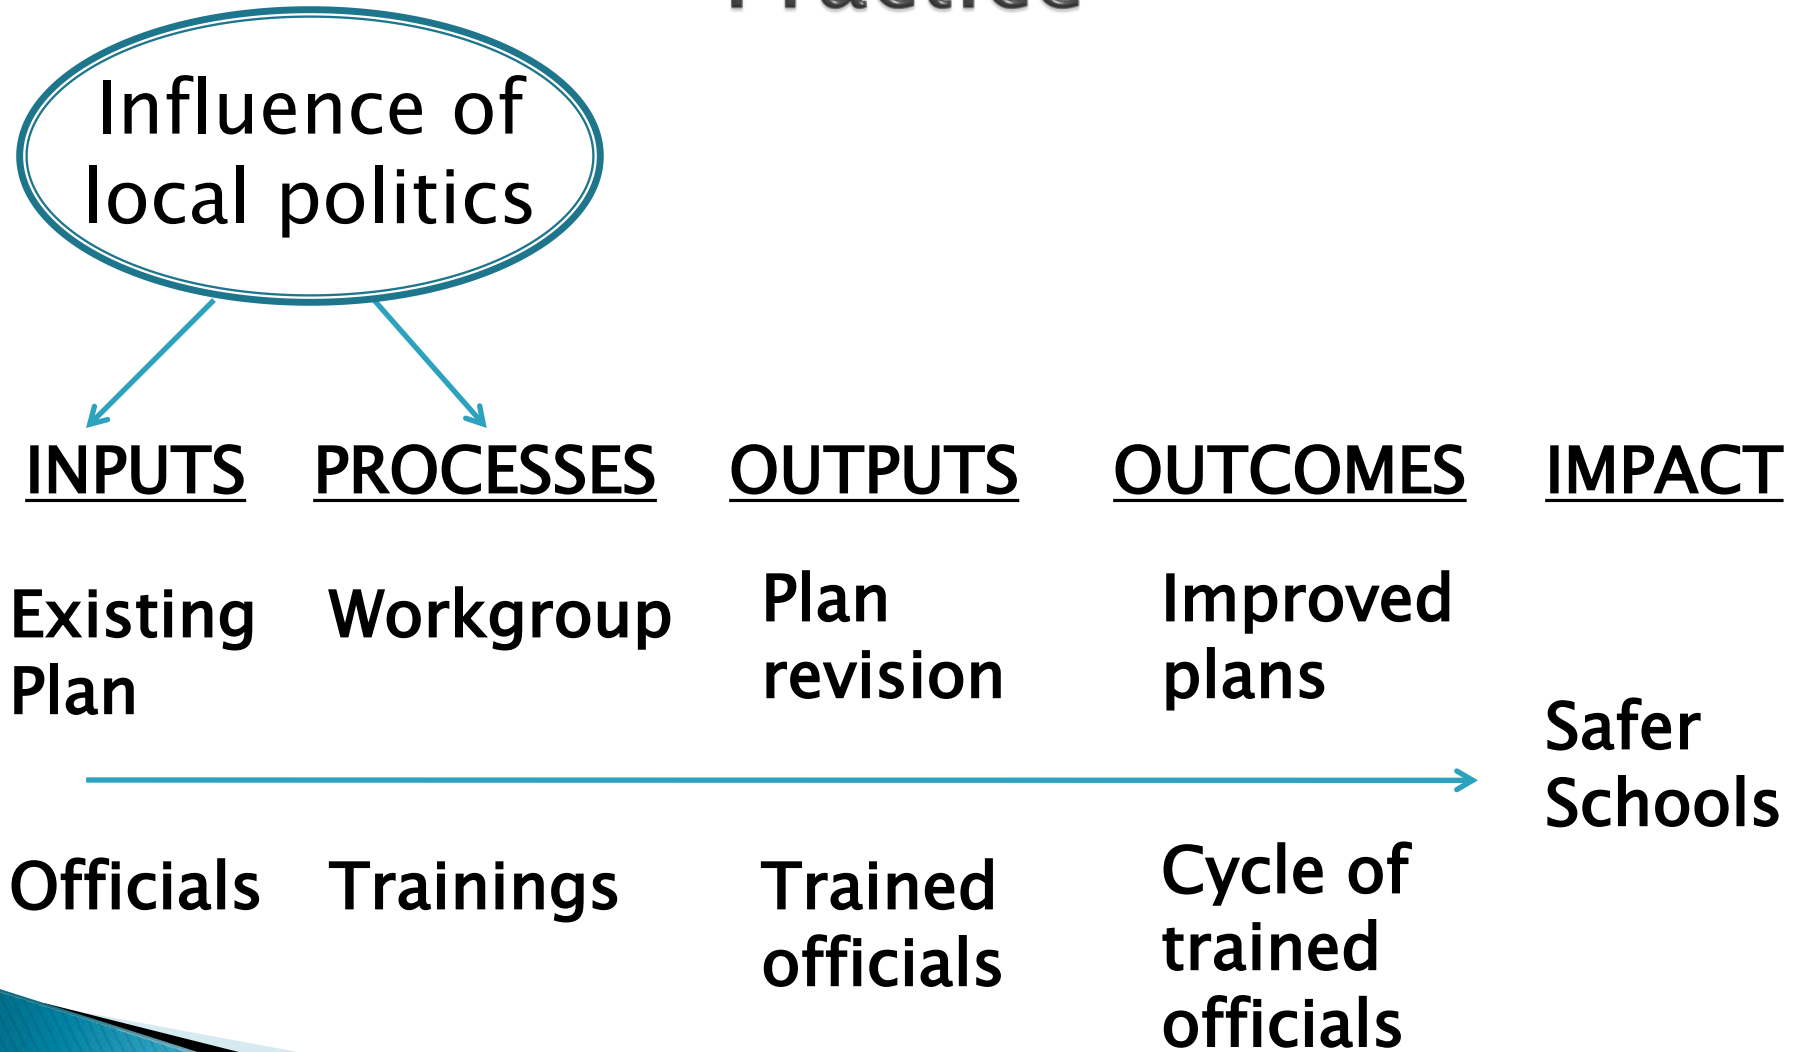 Influence of
local politics
INPUTS PROCESSES OUTPUTS OUTCOMES IMPACT
Existing
Plan
Workgroup
Plan
revision
Improved
plans
Safer
Schools
Officials
Trainings
Trained
officials
Cycle of
trained
officials